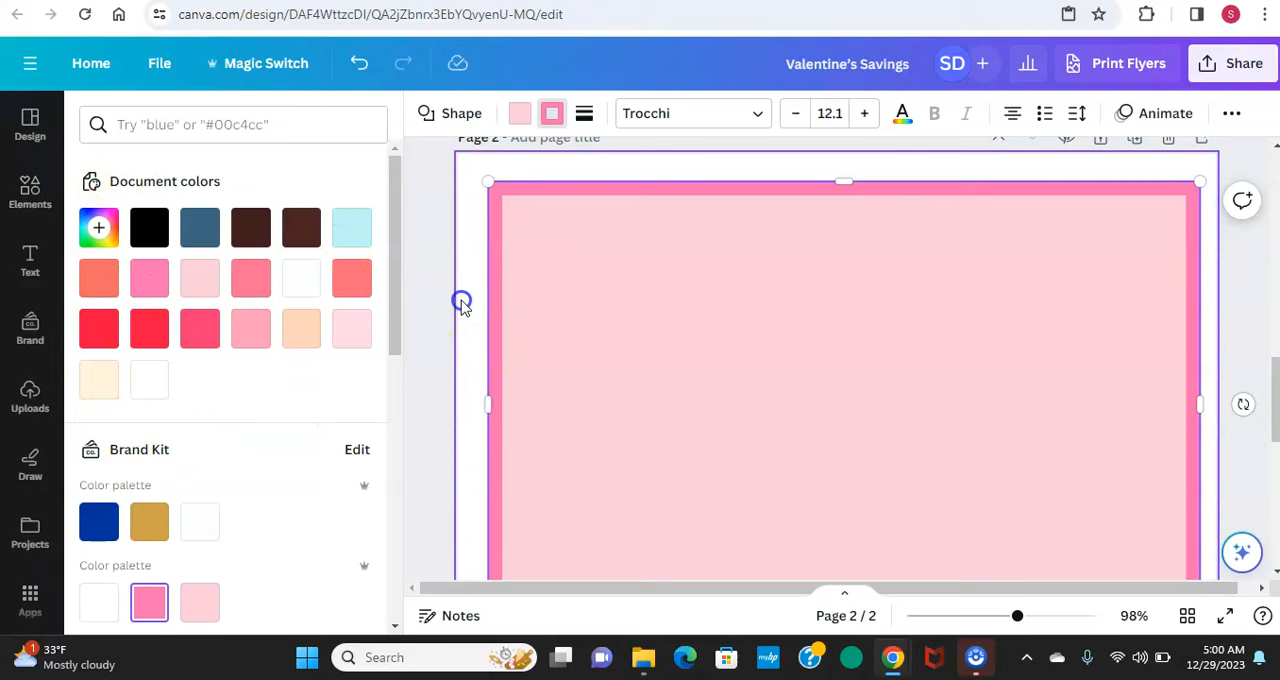 canva.com/design/DAF4WttzcDI/QA2jZbnrx3EbYQvyenU-MQ/edit
S
Home File Magic Switch Valentine's Savings SD + Print Flyers Share
Design
Elements
Text
Brand
CO.
Uploads
Draw
Projects
Apps
Try "blue" or "#00c4cc"
Shape Trocchi − 12.1 + A B I Animate
Page 2 - Add page title
Document colors
Brand Kit Edit
Color palette
Color palette
Notes Page 2 / 2 98%
1
33°F
Mostly cloudy
Search
5:00 AM
12/29/2023